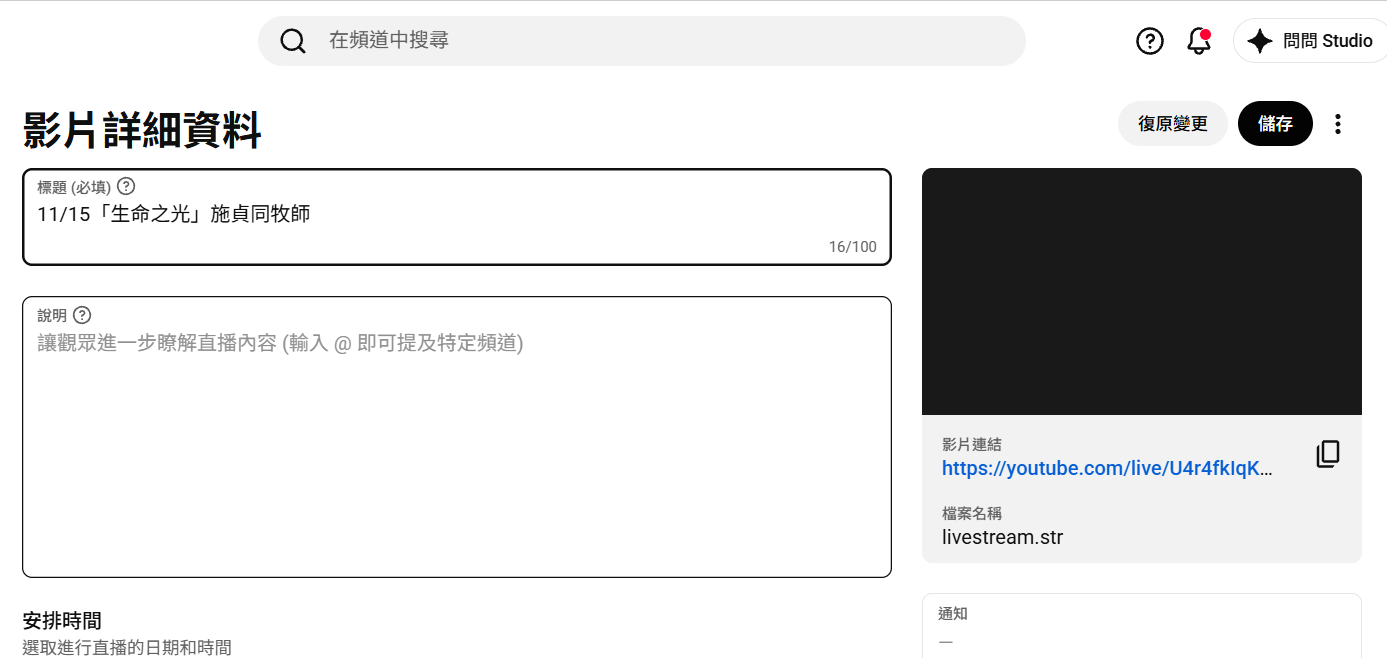 在頻道中搜尋
問問 Studio
影片詳細資料
復原變更
儲存
標題 (必填)
11/15「生命之光」施貞同牧師
16/100
說明
讓觀眾進一步瞭解直播內容 (輸入 @ 即可提及特定頻道)
影片連結
https://youtube.com/live/U4r4fkIqK...
檔案名稱
livestream.str
安排時間
選取進行直播的日期和時間
通知
—